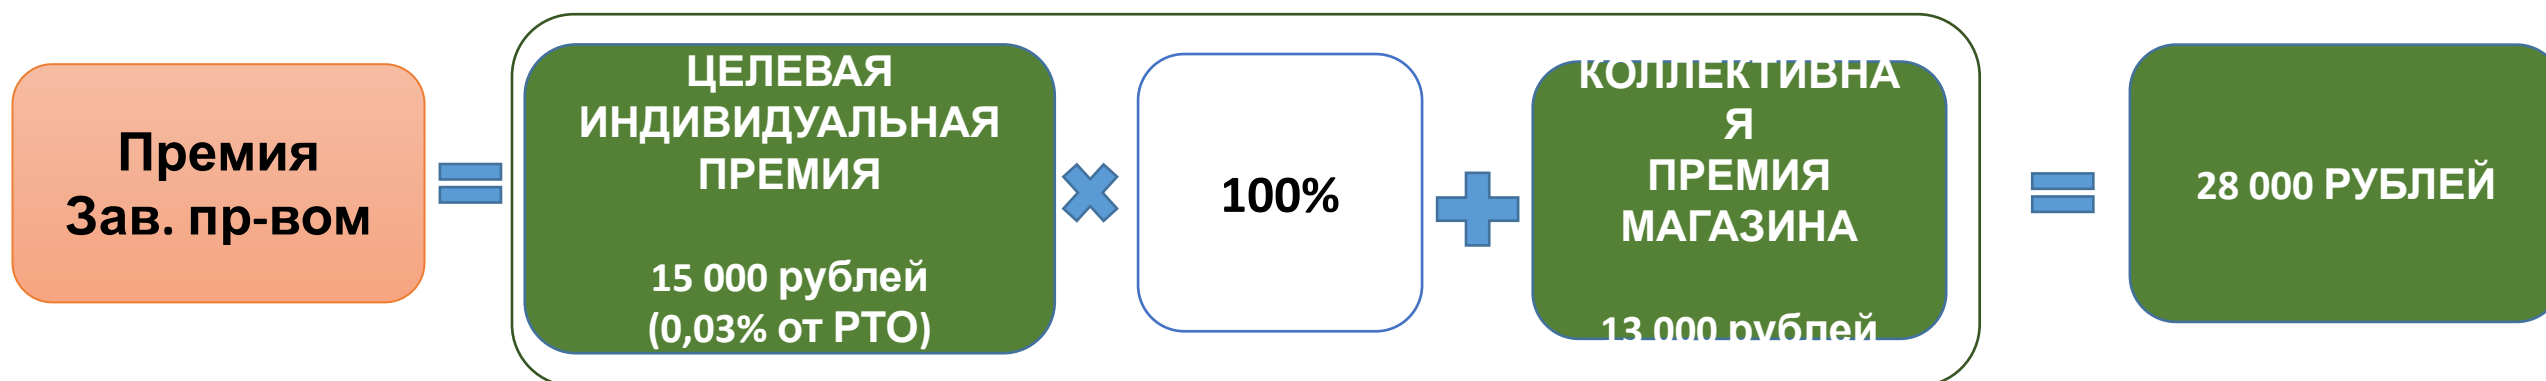 Премия
Зав. пр-вом
ЦЕЛЕВАЯ
ИНДИВИДУАЛЬНАЯ
ПРЕМИЯ
15 000 рублей
(0,03% от РТО)
100%
КОЛЛЕКТИВНА
Я
ПРЕМИЯ
МАГАЗИНА
13 000 рублей
28 000 РУБЛЕЙ